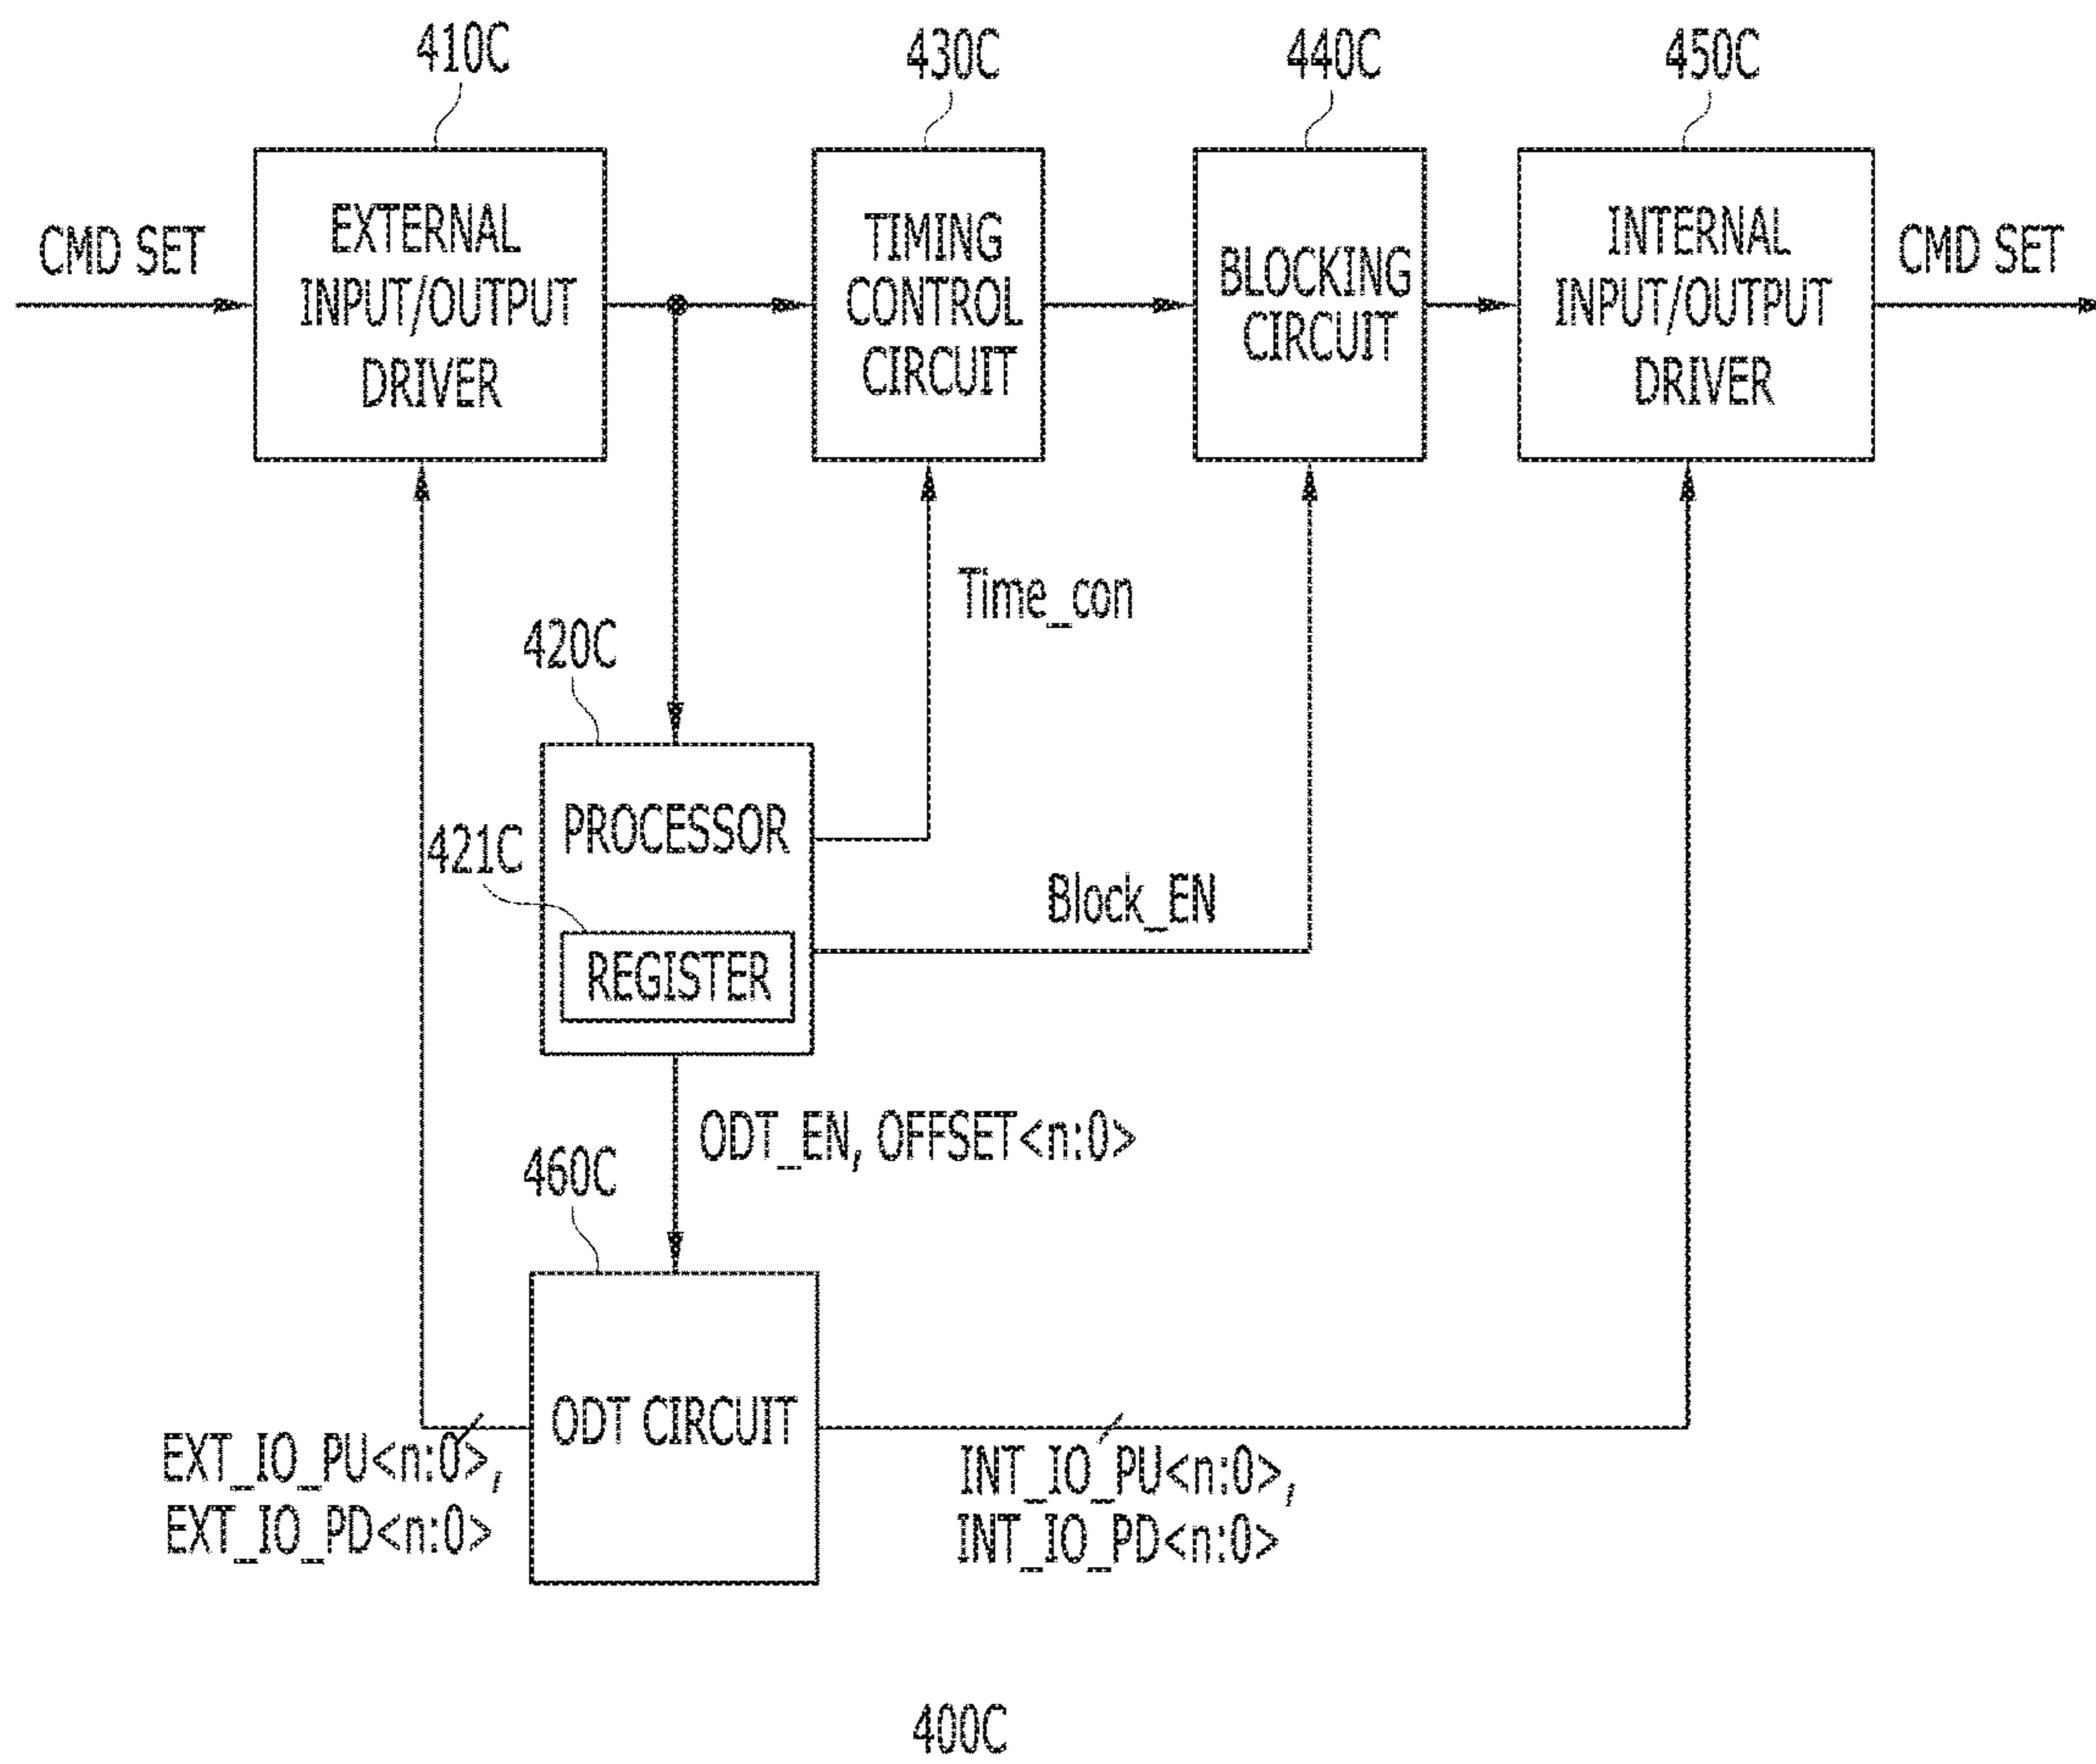 410C
430C
440C
450C
CMD SET
EXTERNAL
INPUT/OUTPUT
DRIVER
TIMING
CONTROL
CIRCUIT
BLOCKING
CIRCUIT
INTERNAL
INPUT/OUTPUT
DRIVER
CMD SET
Time_con
420C
PROCESSOR
421C
REGISTER
Block_EN
ODT_EN, OFFSET<n:0>
460C
ODT CIRCUIT
EXT_IO_PU<n:0>,
EXT_IO_PD<n:0>
INT_IO_PU<n:0>,
INT_IO_PD<n:0>
400C